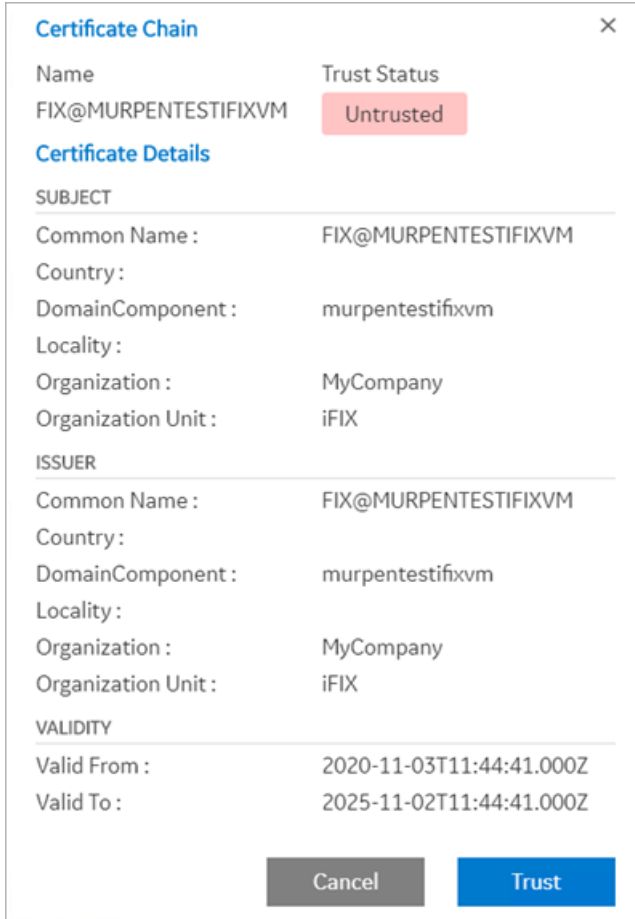 Certificate Chain ×
Name Trust Status
FIX@MURPENTESTIFIXVM Untrusted
Certificate Details
SUBJECT
Common Name : FIX@MURPENTESTIFIXVM
Country :
DomainComponent : murpentestifixvm
Locality :
Organization : MyCompany
Organization Unit : iFIX
ISSUER
Common Name : FIX@MURPENTESTIFIXVM
Country :
DomainComponent : murpentestifixvm
Locality :
Organization : MyCompany
Organization Unit : iFIX
VALIDITY
Valid From : 2020-11-03T11:44:41.000Z
Valid To : 2025-11-02T11:44:41.000Z
Cancel Trust